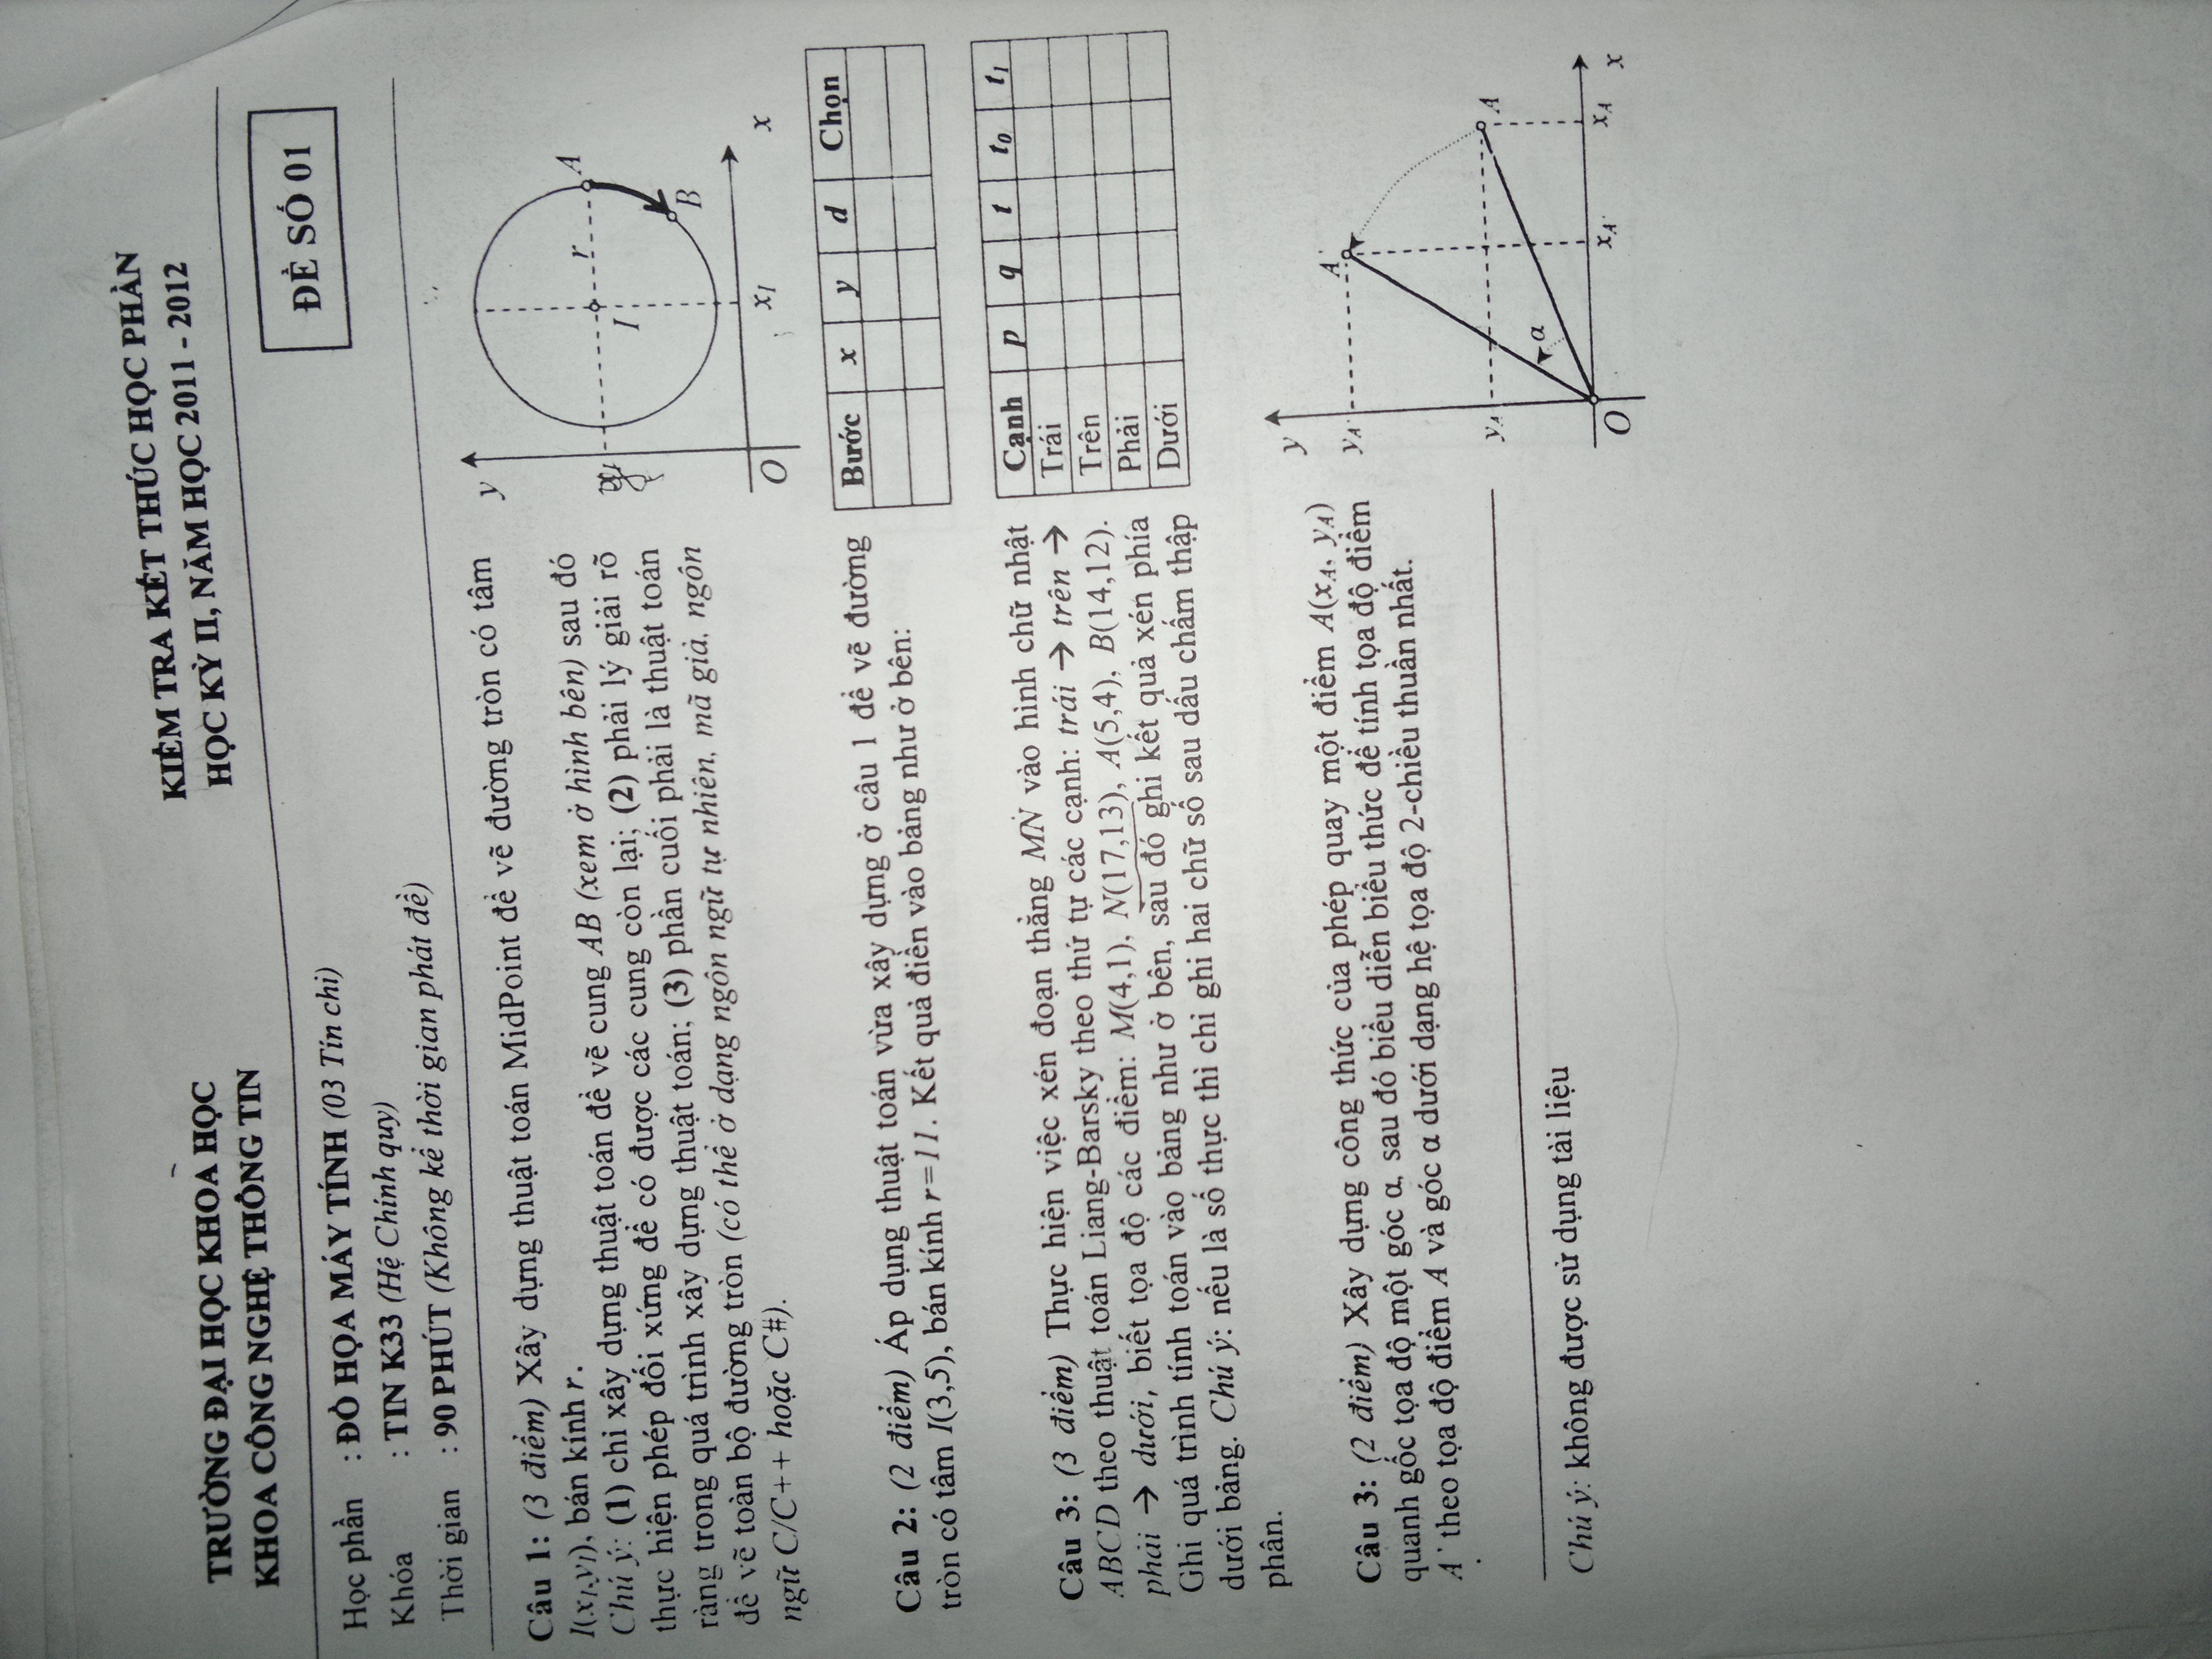 TRƯỜNG ĐẠI HỌC KHOA HỌC
KHOA CÔNG NGHỆ THÔNG TIN
KIỂM TRA KẾT THÚC HỌC PHẦN
HỌC KỲ II, NĂM HỌC 2011 - 2012
ĐỀ SỐ 01
Học phần : ĐỒ HỌA MÁY TÍNH (03 Tín chỉ)
Khóa : TIN K33 (Hệ Chính quy)
Thời gian : 90 PHÚT (Không kể thời gian phát đề)
Câu 1: (3 điểm) Xây dựng thuật toán MidPoint để vẽ đường tròn có tâm
I(xI,yI), bán kính r.
Chú ý: (1) chỉ xây dựng thuật toán để vẽ cung AB (xem ở hình bên) sau đó
thực hiện phép đối xứng để có được các cung còn lại; (2) phải lý giải rõ
ràng trong quá trình xây dựng thuật toán; (3) phần cuối phải là thuật toán
để vẽ toàn bộ đường tròn (có thể ở dạng ngôn ngữ tự nhiên, mã giả, ngôn
ngữ C/C++ hoặc C#).
y
A
r
I
B
O
xI
x
Câu 2: (2 điểm) Áp dụng thuật toán vừa xây dựng ở câu 1 để vẽ đường
tròn có tâm I(3,5), bán kính r=11. Kết quả điền vào bảng như ở bên:
Bước x y d Chọn
Câu 3: (3 điểm) Thực hiện việc xén đoạn thẳng MN vào hình chữ nhật
ABCD theo thuật toán Liang-Barsky theo thứ tự các cạnh: trái → trên →
phải → dưới, biết tọa độ các điểm: M(4,1), N(17,13), A(5,4), B(14,12).
Ghi quá trình tính toán vào bảng như ở bên, sau đó ghi kết quả xén phía
dưới bảng. Chú ý: nếu là số thực thì chỉ ghi hai chữ số sau dấu chấm thập
phân.
Cạnh p q t t0 t1
Trái
Trên
Phải
Dưới
Câu 3: (2 điểm) Xây dựng công thức của phép quay một điểm A(xA, yA)
quanh gốc tọa độ một góc α, sau đó biểu diễn biểu thức để tính tọa độ điểm
A' theo tọa độ điểm A và góc α dưới dạng hệ tọa độ 2-chiều thuần nhất.
y
yA'
A'
yA
A
α
O
xA'
xA
x
Chú ý: không được sử dụng tài liệu